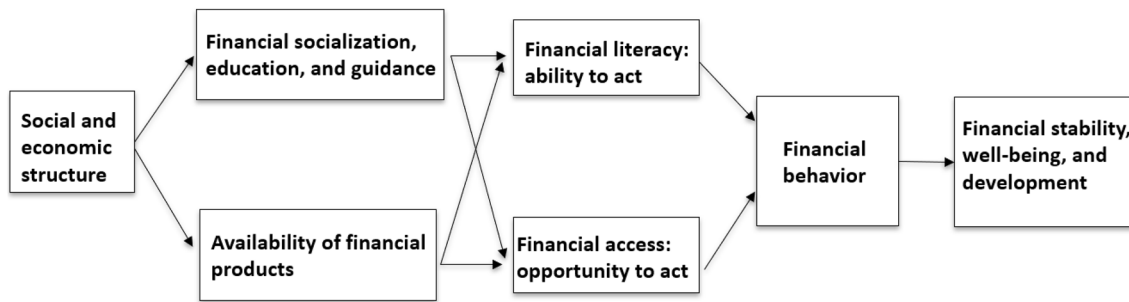 Social and
economic
structure
Financial socialization,
education, and guidance
Availability of financial
products
Financial literacy:
ability to act
Financial access:
opportunity to act
Financial
behavior
Financial stability,
well-being, and
development